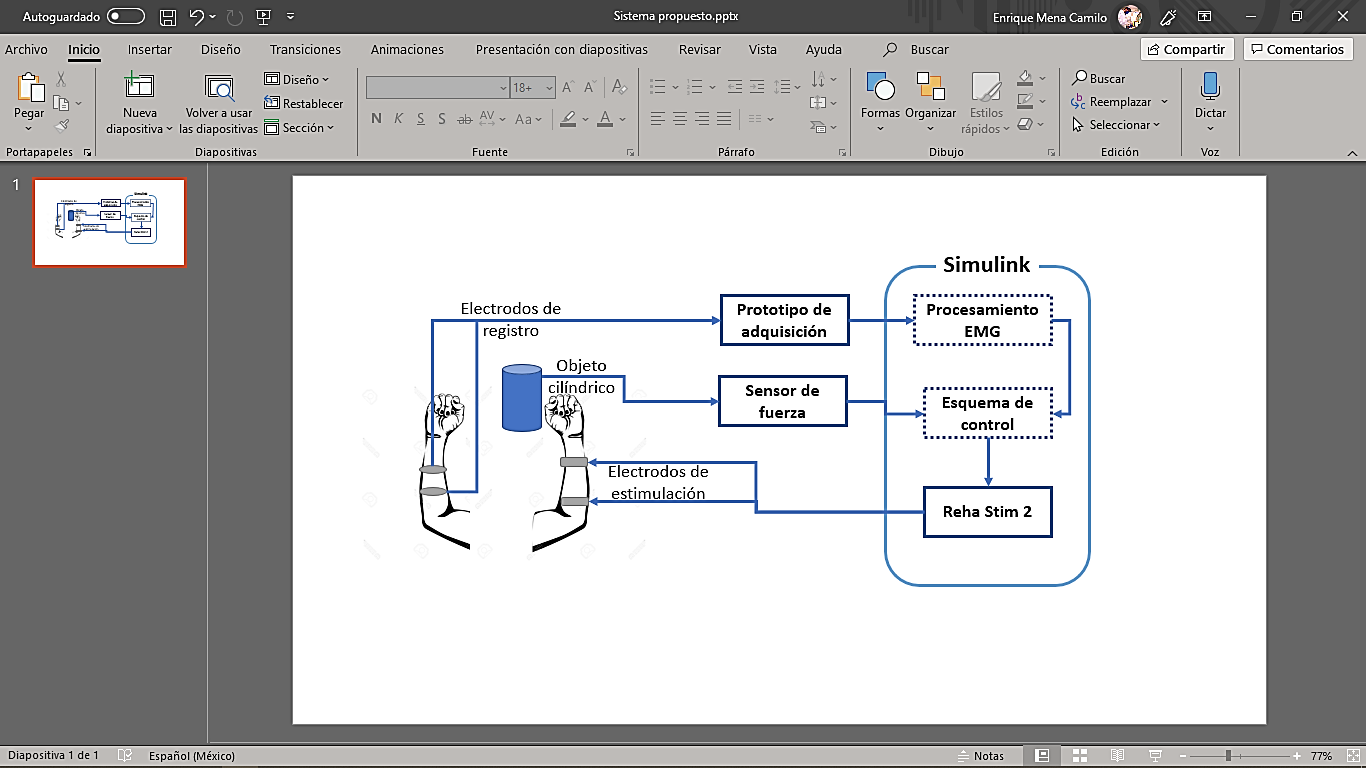 Autoguardado
Sistema propuesto.pptx
Enrique Mena Camilo
Archivo Inicio Insertar Diseño Transiciones Animaciones Presentación con diapositivas Revisar Vista Ayuda Buscar Compartir Comentarios
Pegar
Portapapeles
Nueva
diapositiva
Volver a usar
las diapositivas
Diseño
Restablecer
Sección
Diapositivas
18+
N K S S ab AV Aa A
Fuente
Párrafo
Formas
Organizar
Estilos
rápidos
Dibujo
Buscar
Reemplazar
Seleccionar
Edición
Dictar
Voz
1
Simulink
Electrodos de
registro
Prototipo de
adquisición
Procesamiento
EMG
Objeto
cilíndrico
Sensor de
fuerza
Esquema de
control
Electrodos de
estimulación
Reha Stim 2
Diapositiva 1 de 1
Español (México)
Notas
77%